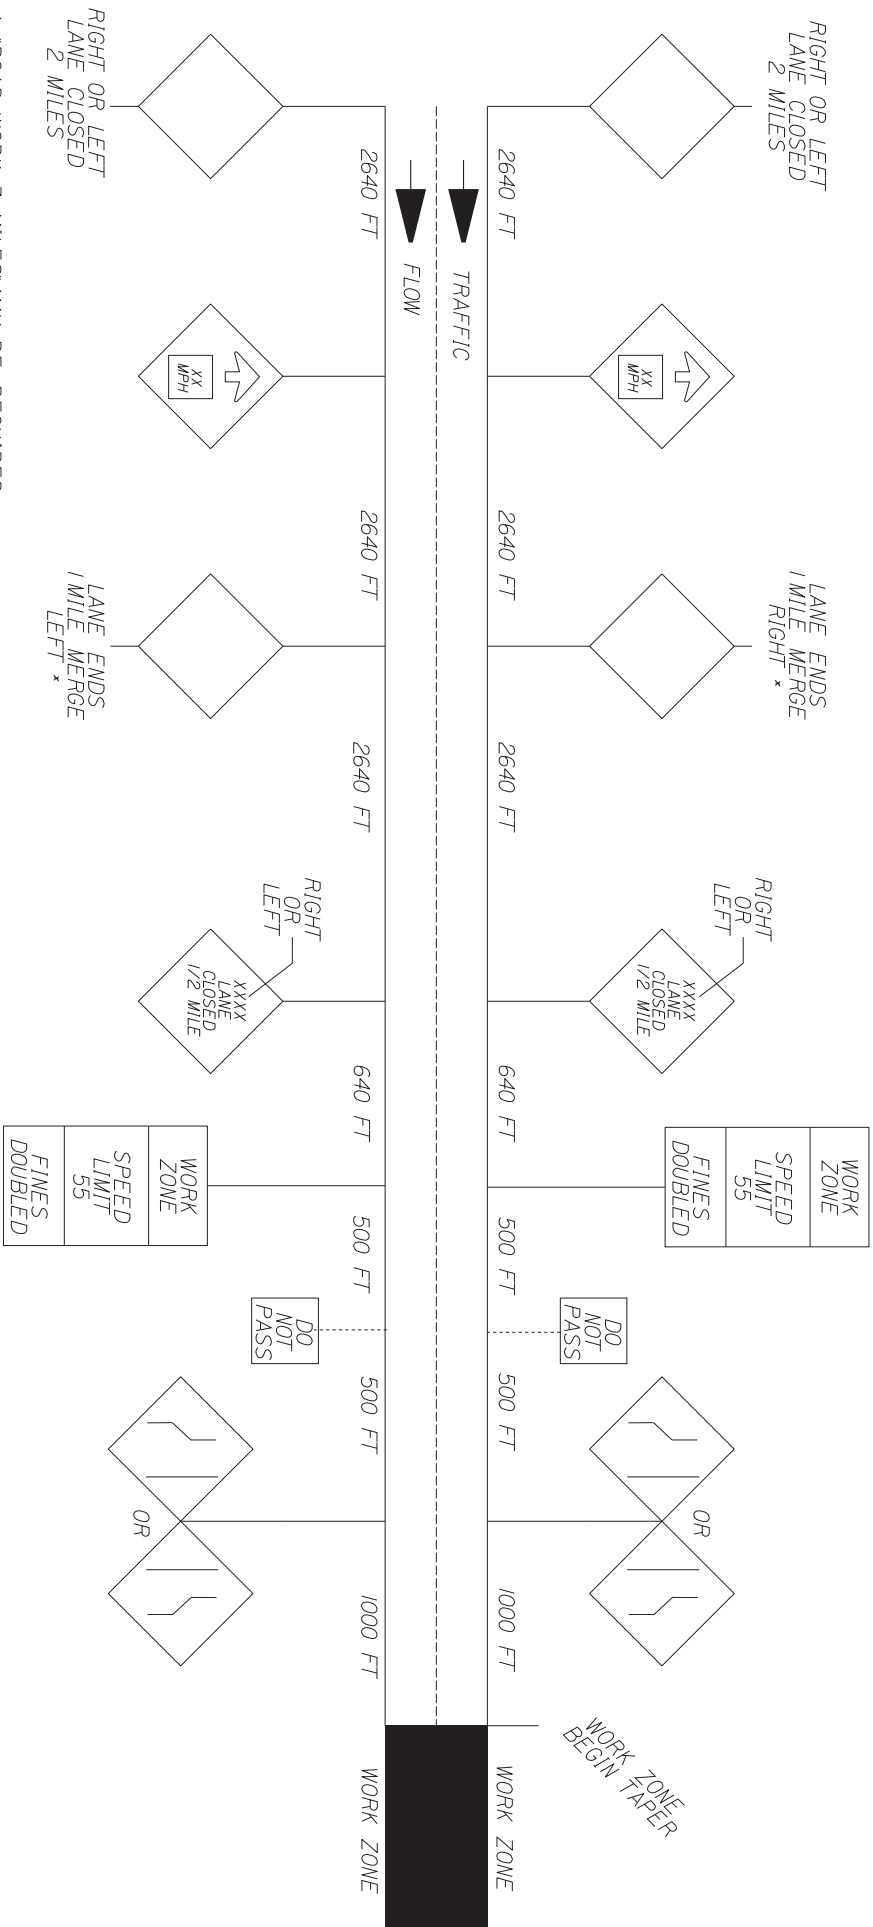 RIGHT OR LEFT
LANE CLOSED
2 MILES
XX
MPH
LANE ENDS
1 MILE MERGE
RIGHT *
RIGHT
OR
LEFT
XXXX
LANE
CLOSED
1/2 MILE
WORK
ZONE
SPEED
LIMIT
55
FINES
DOUBLED
DO
NOT
PASS
OR
WORK ZONE
BEGIN TAPER
2640 FT
2640 FT
2640 FT
640 FT
500 FT
500 FT
1000 FT
WORK ZONE
TRAFFIC
FLOW
2640 FT
2640 FT
2640 FT
640 FT
500 FT
500 FT
1000 FT
WORK ZONE
RIGHT
OR
LEFT
XX
MPH
XXXX
LANE
CLOSED
1/2 MILE
DO
NOT
PASS
OR
RIGHT OR LEFT
LANE CLOSED
2 MILES
LANE ENDS
1 MILE MERGE
LEFT *
WORK
ZONE
SPEED
LIMIT
55
FINES
DOUBLED